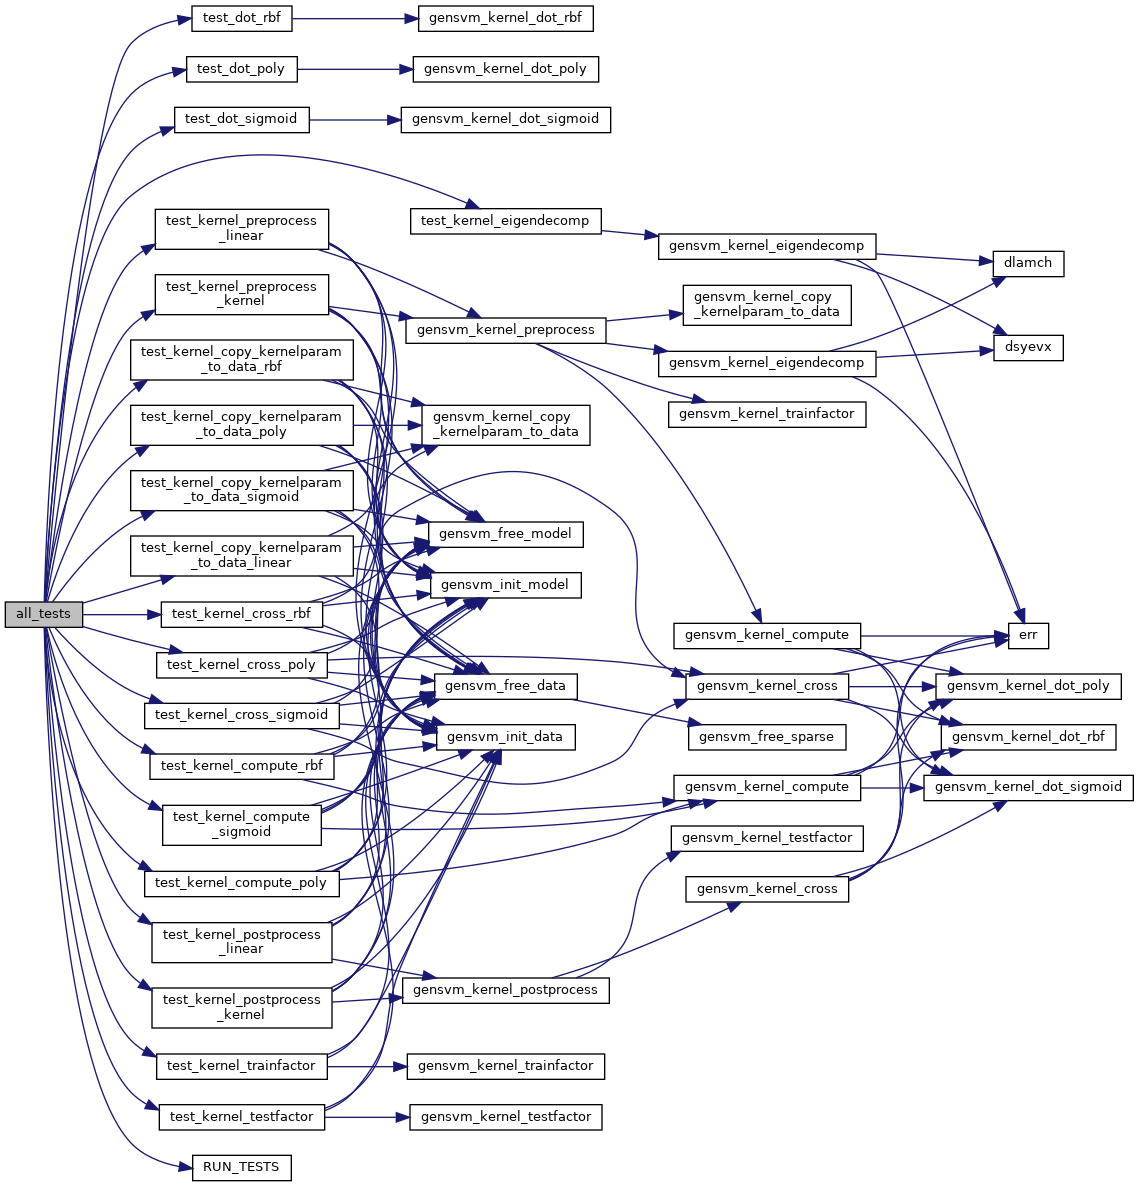 all_tests
test_dot_rbf
test_dot_poly
test_dot_sigmoid
test_kernel_preprocess
_linear
test_kernel_preprocess
_kernel
test_kernel_copy_kernelparam
_to_data_rbf
test_kernel_copy_kernelparam
_to_data_poly
test_kernel_copy_kernelparam
_to_data_sigmoid
test_kernel_copy_kernelparam
_to_data_linear
test_kernel_cross_rbf
test_kernel_cross_poly
test_kernel_cross_sigmoid
test_kernel_compute_rbf
test_kernel_compute
_sigmoid
test_kernel_compute_poly
test_kernel_postprocess
_linear
test_kernel_postprocess
_kernel
test_kernel_trainfactor
test_kernel_testfactor
RUN_TESTS
gensvm_kernel_dot_rbf
gensvm_kernel_dot_poly
gensvm_kernel_dot_sigmoid
test_kernel_eigendecomp
gensvm_kernel_preprocess
gensvm_kernel_copy
_kernelparam_to_data
gensvm_free_model
gensvm_init_model
gensvm_free_data
gensvm_init_data
gensvm_kernel_postprocess
gensvm_kernel_trainfactor
gensvm_kernel_testfactor
gensvm_kernel_eigendecomp
gensvm_kernel_copy
_kernelparam_to_data
gensvm_kernel_eigendecomp
gensvm_kernel_trainfactor
gensvm_kernel_compute
gensvm_kernel_cross
gensvm_free_sparse
gensvm_kernel_compute
gensvm_kernel_testfactor
gensvm_kernel_cross
dlamch
dsyevx
err
gensvm_kernel_dot_poly
gensvm_kernel_dot_rbf
gensvm_kernel_dot_sigmoid